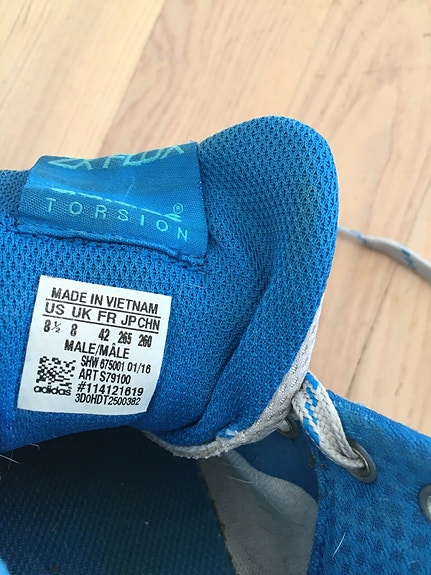 ZX FLUX
TORSION®
MADE IN VIETNAM
US UK FR JP CHN
8½ 8 42 265 260
MALE/MÂLE
SHW 675001 01/16
ART S79100
#114121619
adidas 3D0HDT2500382